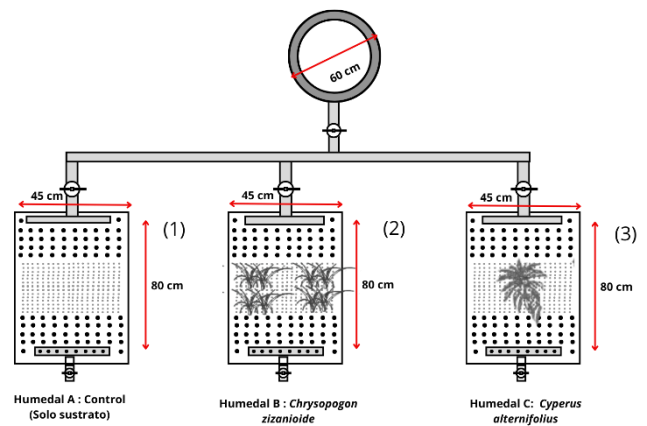 60 cm
45 cm
45 cm
45 cm
(1)
(2)
(3)
80 cm
80 cm
80 cm
Humedal A : Control
(Solo sustrato)
Humedal B : Chrysopogon
zizanioide
Humedal C: Cyperus
alternifolius